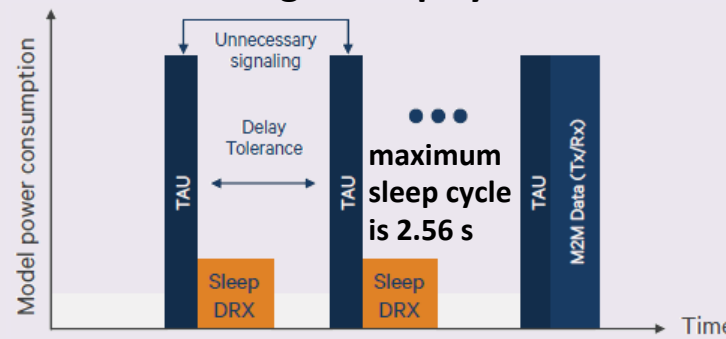 Unnecessary
signaling
Delay
Tolerance
maximum
sleep cycle
is 2.56 s
TAU
TAU
TAU
M2M Data (Tx/Rx)
Sleep
DRX
Sleep
DRX
Model power consumption
Time